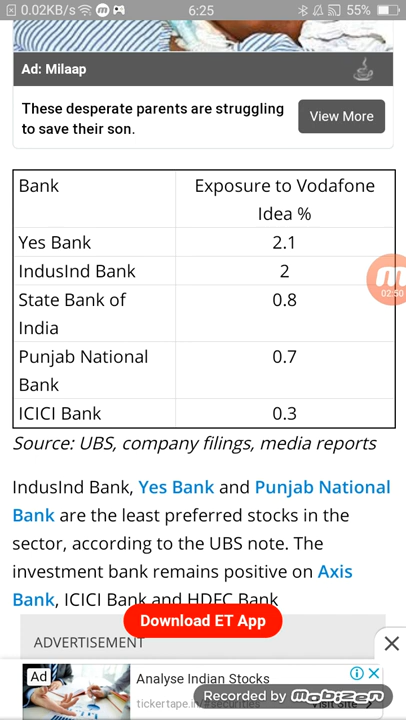 0.02KB/s 6:25 55%
Ad: Milaap
These desperate parents are struggling
to save their son.
View More
Bank Exposure to Vodafone
Idea %
Yes Bank 2.1
IndusInd Bank 2
State Bank of 0.8
India
Punjab National 0.7
Bank
ICICI Bank 0.3
02:50
Source: UBS, company filings, media reports
IndusInd Bank, Yes Bank and Punjab National
Bank are the least preferred stocks in the
sector, according to the UBS note. The
investment bank remains positive on Axis
Bank, ICICI Bank and HDFC Bank
Download ET App
ADVERTISEMENT
Ad
Analyse Indian Stocks
tickertape.in/#securities
Visit Site
Recorded by Mobizen